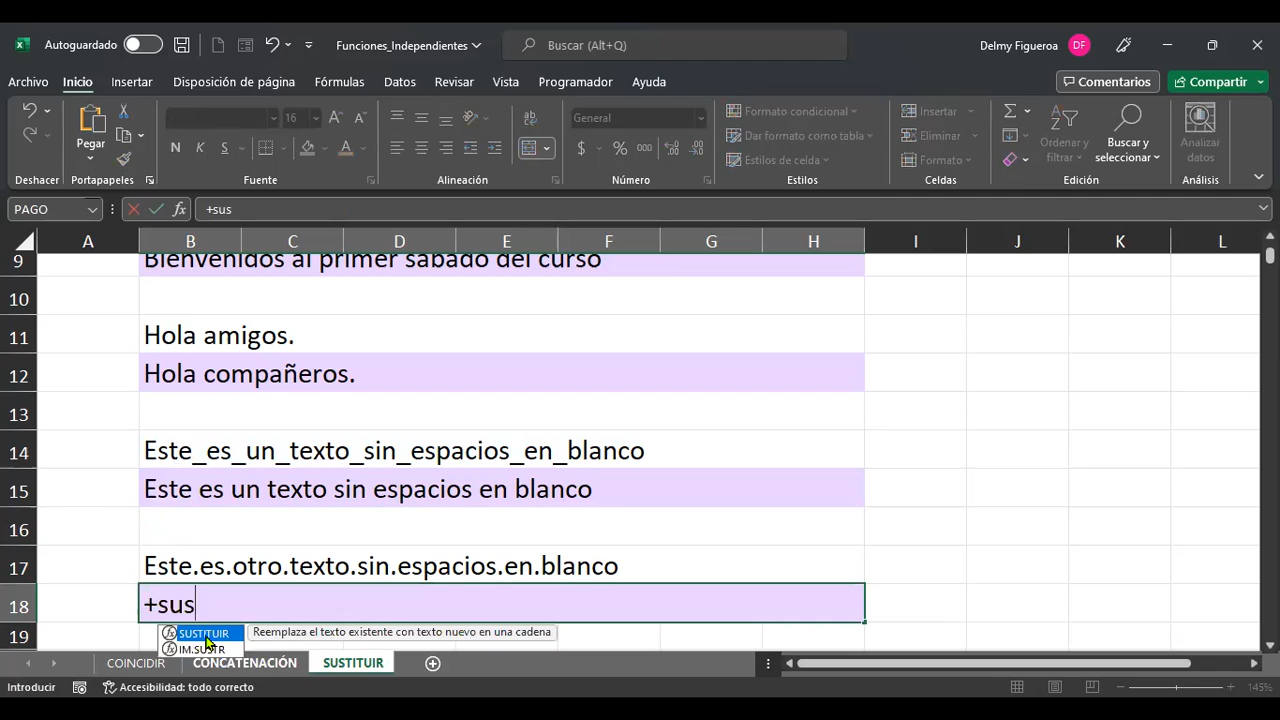 Autoguardado
Funciones_Independientes
Buscar (Alt+Q)
Delmy Figueroa
DF
Archivo
Inicio
Insertar
Disposición de página
Fórmulas
Datos
Revisar
Vista
Programador
Ayuda
Comentarios
Compartir
Pegar
16
N
K
S
General
Formato condicional
Dar formato como tabla
Estilos de celda
Insertar
Eliminar
Formato
Ordenar y filtrar
Buscar y seleccionar
Analizar datos
Deshacer
Portapapeles
Fuente
Alineación
Número
Estilos
Celdas
Edición
Análisis
PAGO
+sus
A B C D E F G H I J K L
9 Bienvenidos al primer sábado del curso
10
11 Hola amigos.
12 Hola compañeros.
13
14 Este_es_un_texto_sin_espacios_en_blanco
15 Este es un texto sin espacios en blanco
16
17 Este.es.otro.texto.sin.espacios.en.blanco
18 +sus
19
SUSTITUIR
Reemplaza el texto existente con texto nuevo en una cadena
IM.SUSTR
COINCIDIR
CONCATENACIÓN
SUSTITUIR
Introducir
Accesibilidad: todo correcto
145%